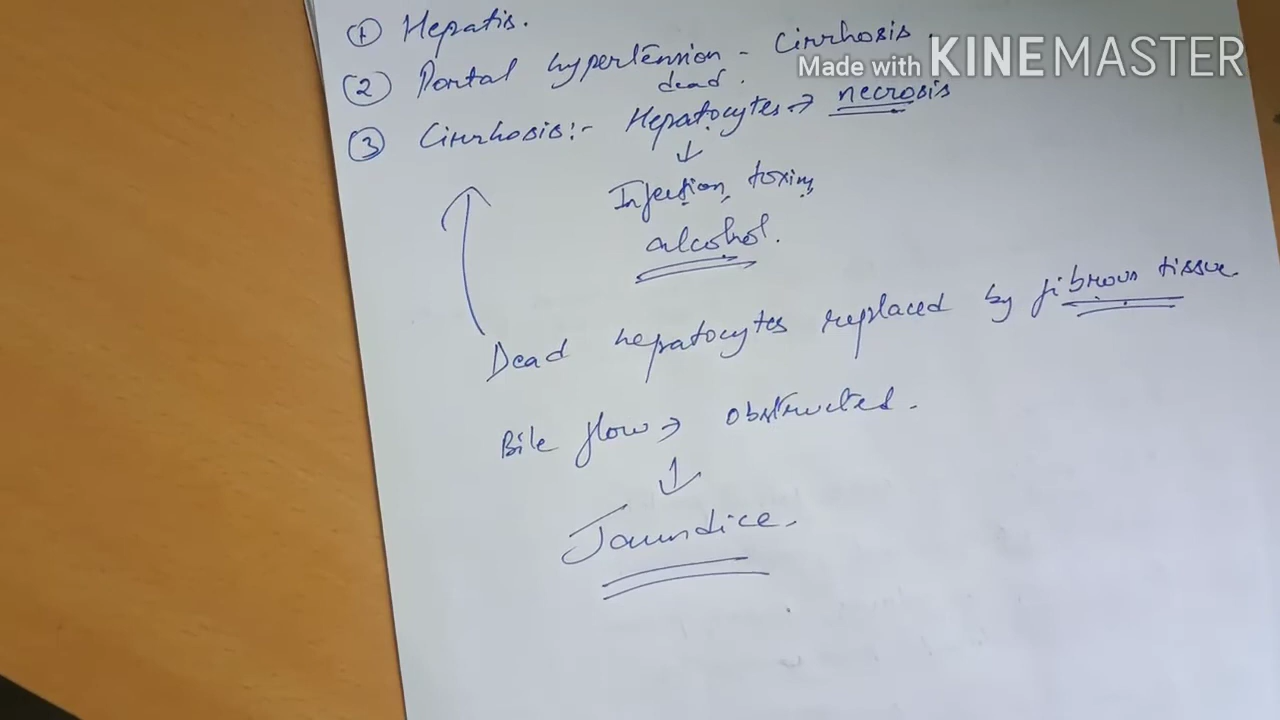 ① Hepatis.
② Portal hypertension - Cirrhosis.
Made with KINEMASTER
dead.
③ Cirrhosis:- Hepatocytes → necrosis
↓
Infection, toxins,
alcohol.
Dead hepatocytes replaced by fibrous tissue
Bile flow → obstructed.
↓
Jaundice.